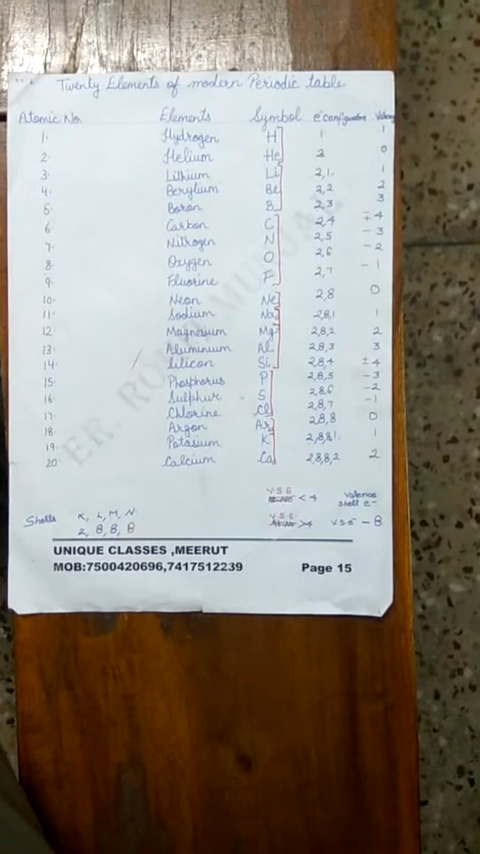 Twenty Elements of modern Periodic table
Atomic No. Elements Symbol e⁻configuration Valency
1. Hydrogen H 1 1
2. Helium He 2 0
3. Lithium Li 2,1. 1
4. Berylium Be 2,2 2
5. Boron B 2,3 3
6. Carbon C 2,4 ±4
7. Nitrogen N 2,5 -3
8. Oxygen O 2,6 -2
9. Fluorine F 2,7 -1
10. Neon Ne 2,8 0
11. Sodium Na 2,8,1 1
12. Magnesium Mg 2,8,2 2
13. Aluminium Al 2,8,3 3
14. Silicon Si 2,8,4 ±4
15. Phosphorus P 2,8,5 -3
16. Sulphur S 2,8,6 -2
17. Chlorine Cl 2,8,7 -1
18. Argon Ar 2,8,8 0
19. Potasium K 2,8,8,1. 1
20. Calcium Ca 2,8,8,2 2
V.S.E < 4 Valence shell e⁻
Shells K, L, M, N V.S.E >4 V.S.E - 8
2, 8, 8, 8
UNIQUE CLASSES ,MEERUT
MOB:7500420696,7417512239 Page 15